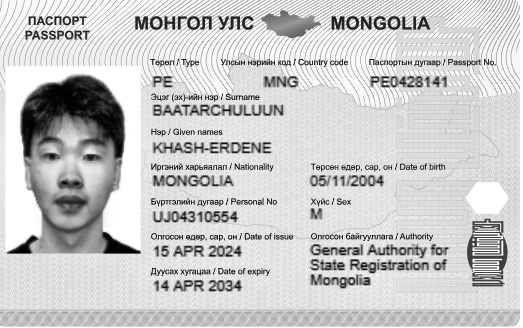 ПАСПОРТ
PASSPORT
МОНГОЛ УЛС MONGOLIA
Төрөл / Type Улсын нэрийн код / Country code Паспортын дугаар / Passport No.
PE MNG PE0428141
Эцэг (эх)-ийн нэр / Surname
BAATARCHULUUN
Нэр / Given names
KHASH-ERDENE
Иргэний харьяалал / Nationality Төрсөн өдөр, сар, он / Date of birth
MONGOLIA 05/11/2004
Бүртгэлийн дугаар / Personal No Хүйс / Sex
UJ04310554 M
Олгосон өдөр, сар, он / Date of issue Олгосон байгууллага / Authority
15 APR 2024 General Authority for
State Registration of
Дуусах хугацаа / Date of expiry Mongolia
14 APR 2034